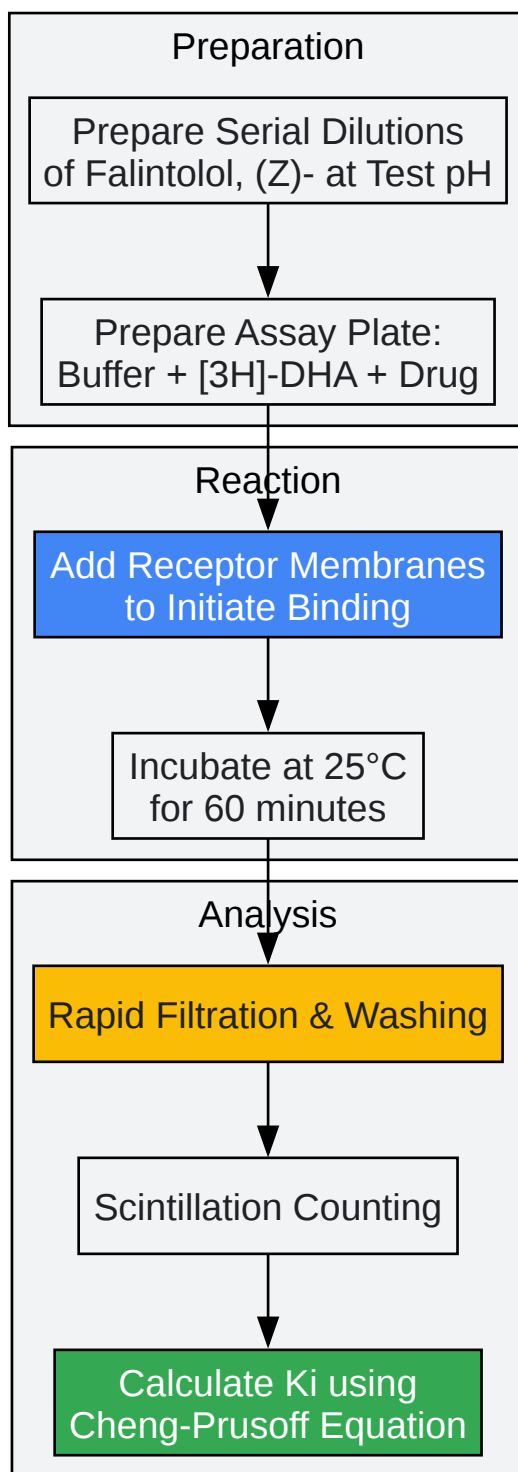 Preparation
Prepare Serial Dilutions
of Falintolol, (Z)- at Test pH
Prepare Assay Plate:
Buffer + [3H]-DHA + Drug
Reaction
Add Receptor Membranes
to Initiate Binding
Incubate at 25°C
for 60 minutes
Analysis
Rapid Filtration & Washing
Scintillation Counting
Calculate Ki using
Cheng-Prusoff Equation